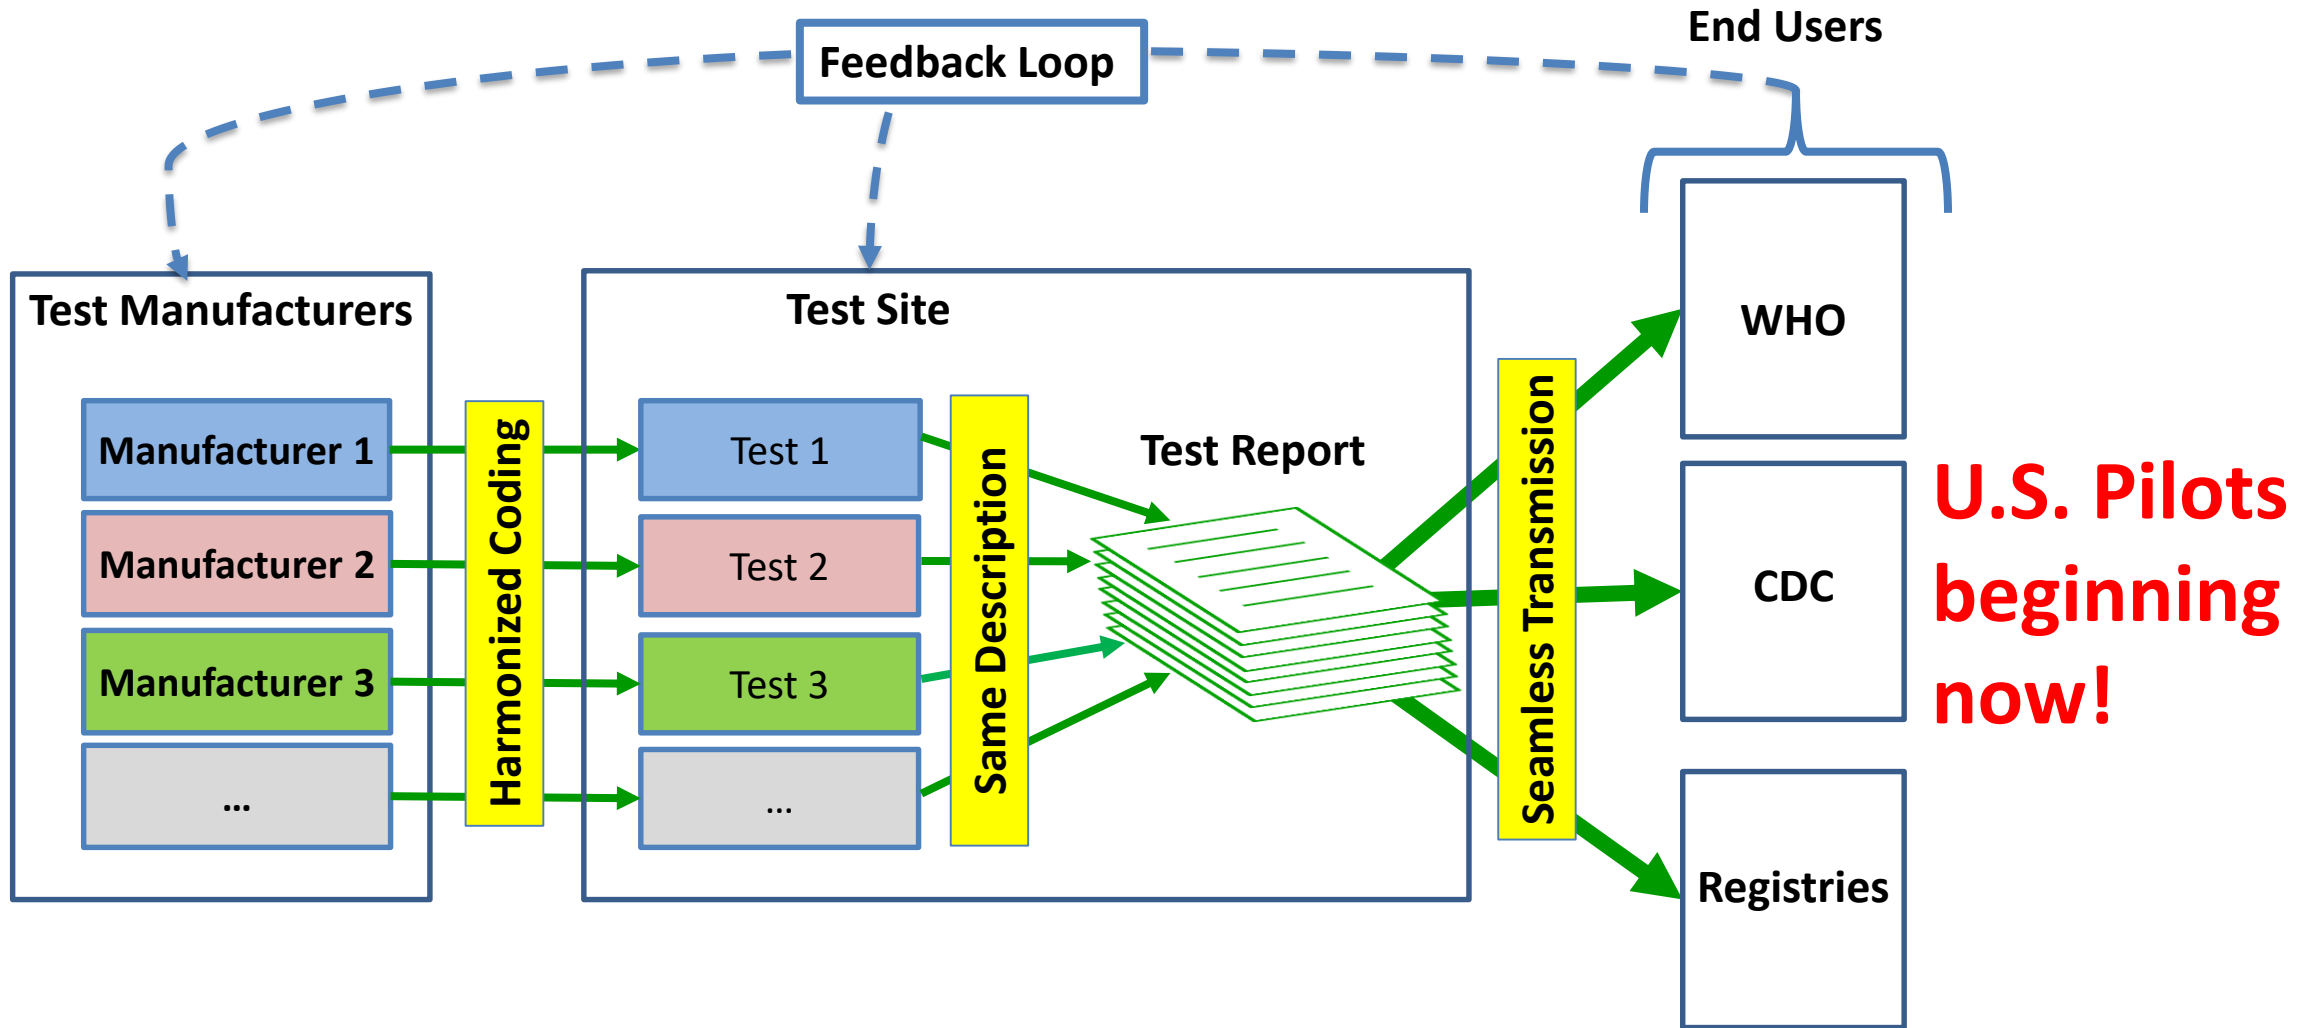 End Users
Feedback Loop
Test Manufacturers
Manufacturer 1
Manufacturer 2
Manufacturer 3
...
Harmonized Coding
Test Site
Test 1
Test 2
Test 3
...
Same Description
Test Report
Seamless Transmission
WHO
CDC
Registries
U.S. Pilots
beginning
now!